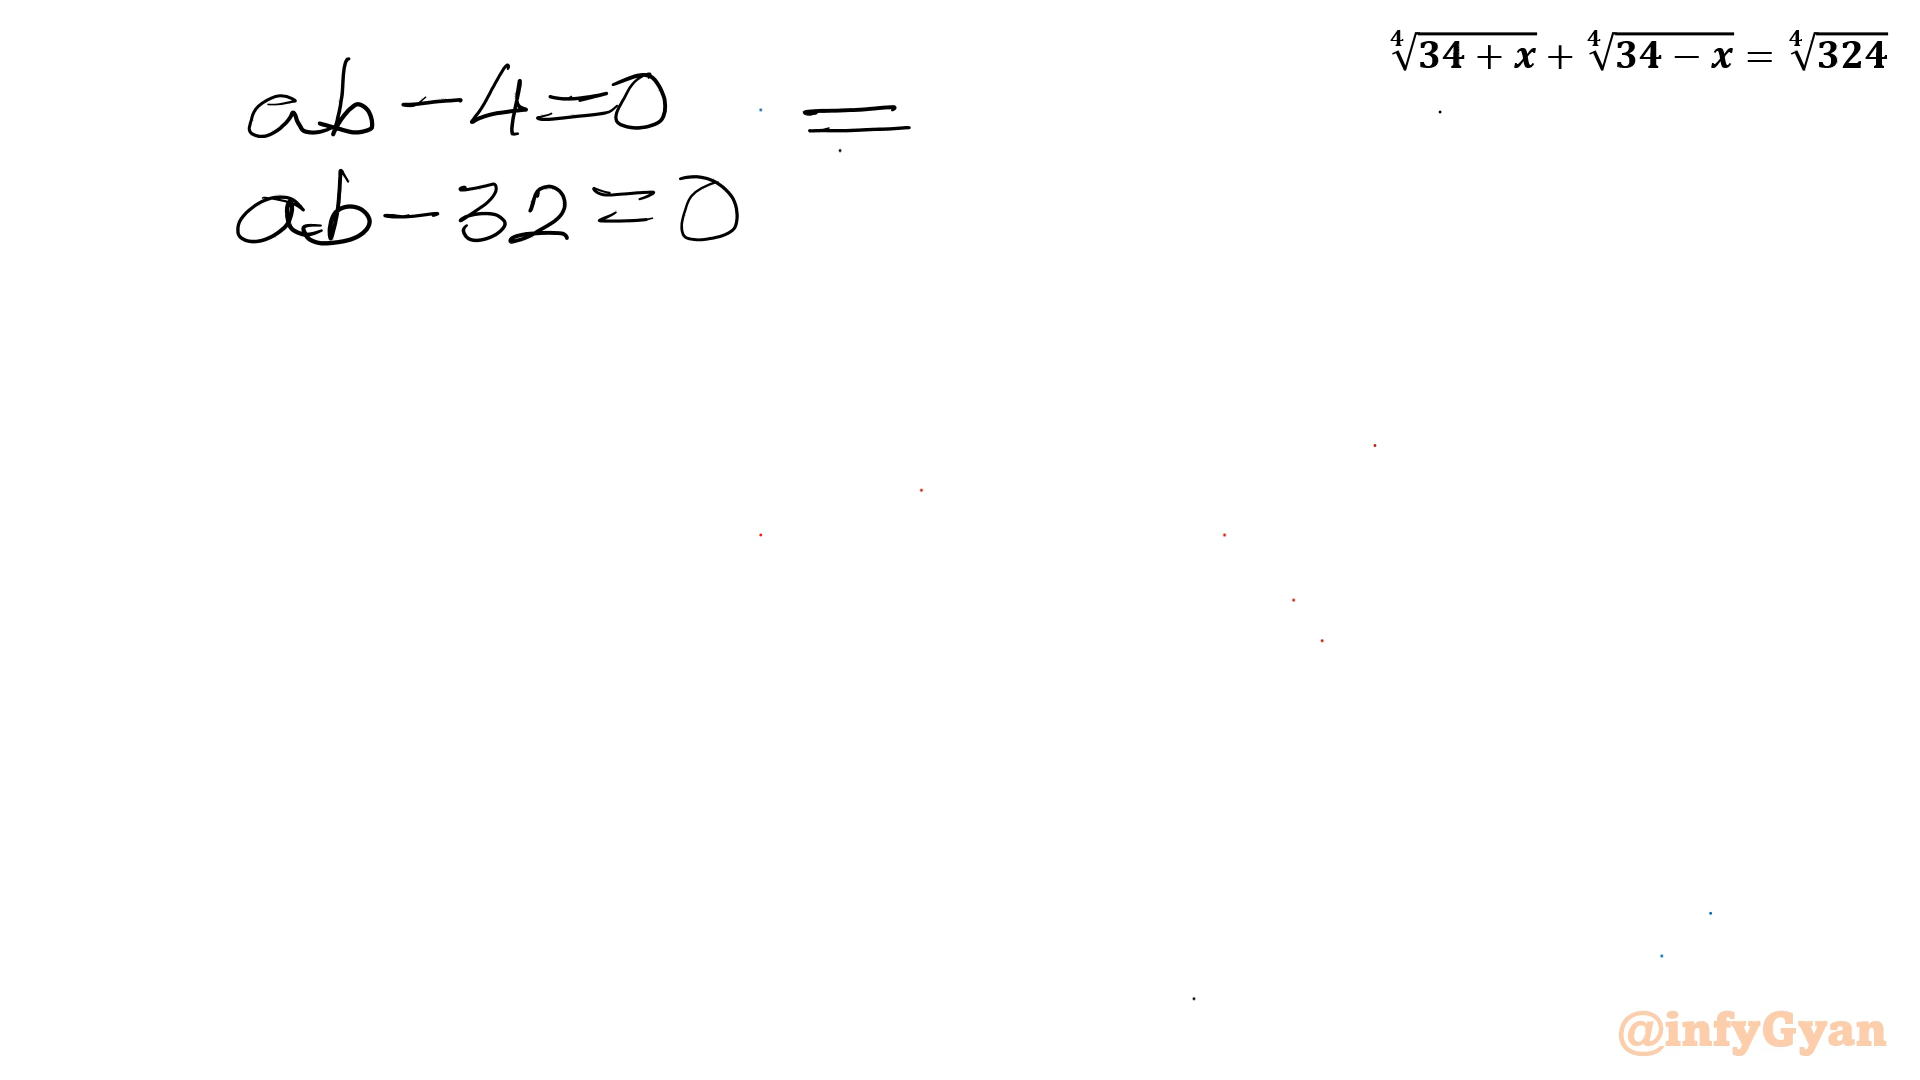 ∜(34 + x) + ∜(34 − x) = ∜324
ab − 4 = 0 =
ab − 32 = 0
@infyGyan